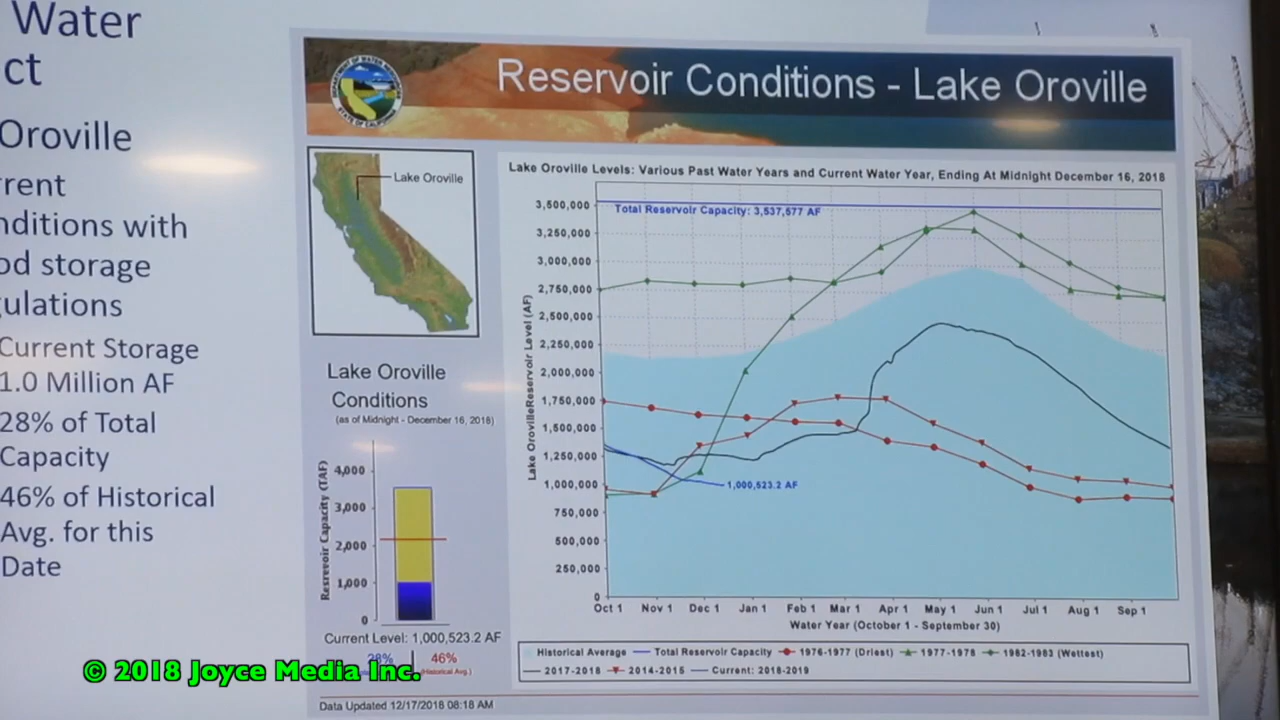 Water
ct
Oroville
rent
nditions with
od storage
gulations
Current Storage
1.0 Million AF
28% of Total
Capacity
46% of Historical
Avg. for this
Date
Reservoir Conditions - Lake Oroville
Lake Oroville
Lake Oroville
Conditions
(as of Midnight - December 16, 2018)
Resreevoir Capacity (TAF)
4,000
3,000
2,000
1,000
0
Current Level: 1,000,523.2 AF
28%
46%
(Historical Avg.)
Data Updated 12/17/2018 08:18 AM
Lake Oroville Levels: Various Past Water Years and Current Water Year, Ending At Midnight December 16, 2018
Total Reservoir Capacity: 3,537,577 AF
Lake OrovilleReservoir Level (AF)
3,500,000
3,250,000
3,000,000
2,750,000
2,500,000
2,250,000
2,000,000
1,750,000
1,500,000
1,250,000
1,000,000
750,000
500,000
250,000
0
1,000,523.2 AF
Oct 1 Nov 1 Dec 1 Jan 1 Feb 1 Mar 1 Apr 1 May 1 Jun 1 Jul 1 Aug 1 Sep 1
Water Year (October 1 - September 30)
Historical Average Total Reservoir Capacity 1976-1977 (Driest) 1977-1978 1982-1983 (Wettest)
2017-2018 2014-2015 Current: 2018-2019
© 2018 Joyce Media Inc.